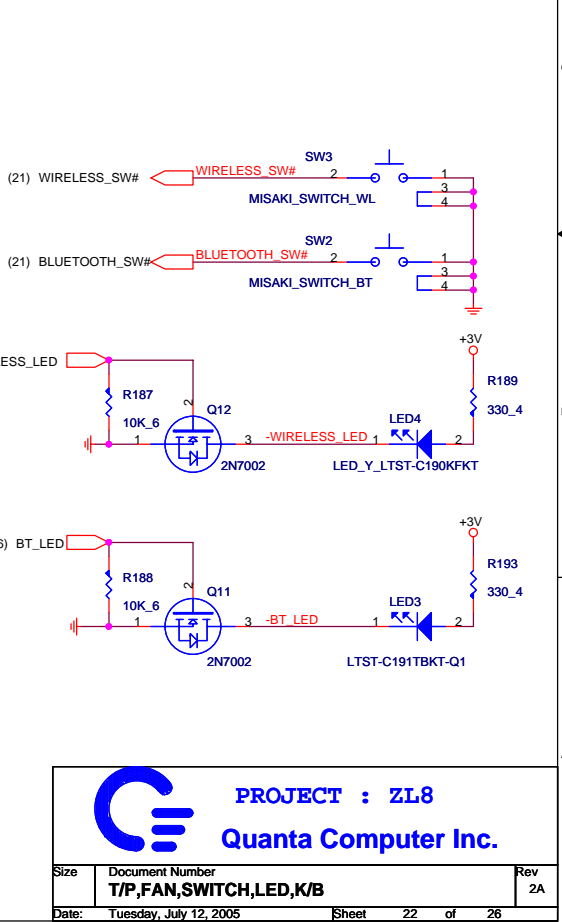 SW3
(21) WIRELESS_SW# WIRELESS_SW# 2 1
3
4
MISAKI_SWITCH_WL
SW2
(21) BLUETOOTH_SW# BLUETOOTH_SW# 2 1
3
4
MISAKI_SWITCH_BT
+3V
ESS_LED
R187
10K_6
2
Q12
R189
330_4
LED4
1 3 -WIRELESS_LED 1 2
2N7002 LED_Y_LTST-C190KFKT
+3V
6) BT_LED
R188
10K_6
2
Q11
R193
330_4
LED3
1 3 -BT_LED 1 2
2N7002 LTST-C191TBKT-Q1
PROJECT : ZL8
Quanta Computer Inc.
Size Document Number Rev
T/P,FAN,SWITCH,LED,K/B 2A
Date: Tuesday, July 12, 2005 Sheet 22 of 26